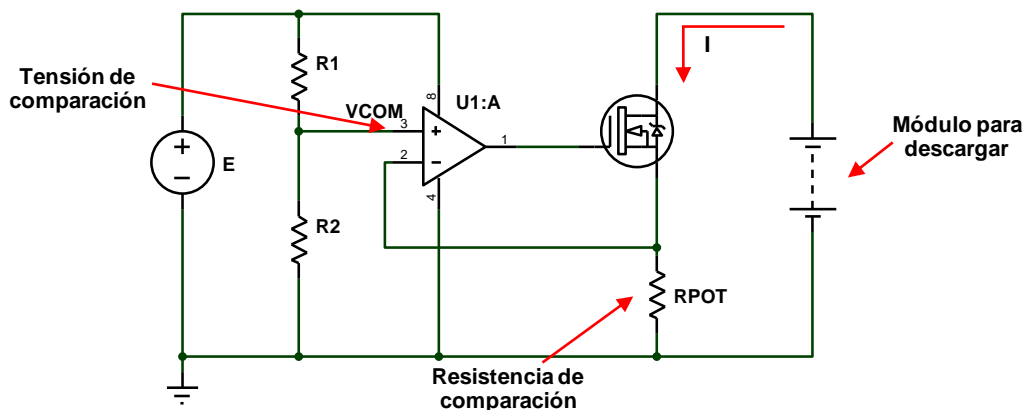 R1
I
Tensión de
comparación
VCOM
U1:A
8
3
2
1
4
E
R2
Módulo para
descargar
RPOT
Resistencia de
comparación